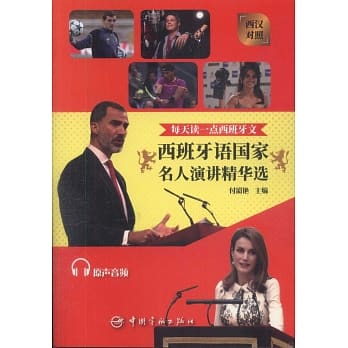 西汉
对照
每天读一点西班牙文
西班牙语国家
名人演讲精华选
付韶艳 主编
原声音频
中国宇航出版社